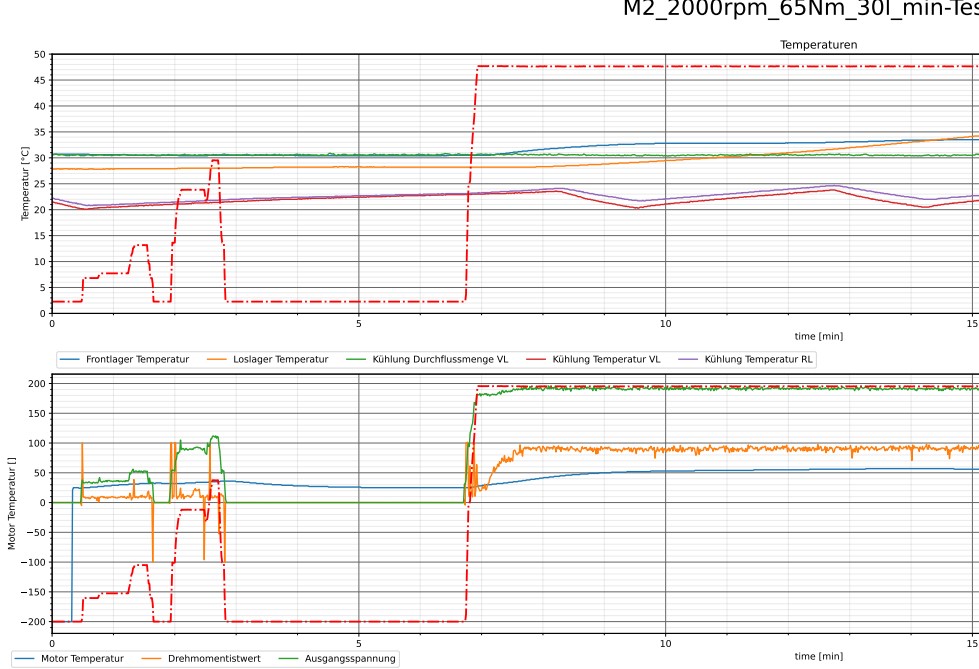 M2_2000rpm_65Nm_30l_min-Tes
Temperaturen
50
45
40
35
30
25
20
15
10
5
0
Temperatur [°C]
0 5 10 15
time [min]
Frontlager Temperatur Loslager Temperatur Kühlung Durchflussmenge VL Kühlung Temperatur VL Kühlung Temperatur RL
200
150
100
50
0
−50
−100
−150
−200
Motor Temperatur []
0 5 10 15
time [min]
Motor Temperatur Drehmomentistwert Ausgangsspannung